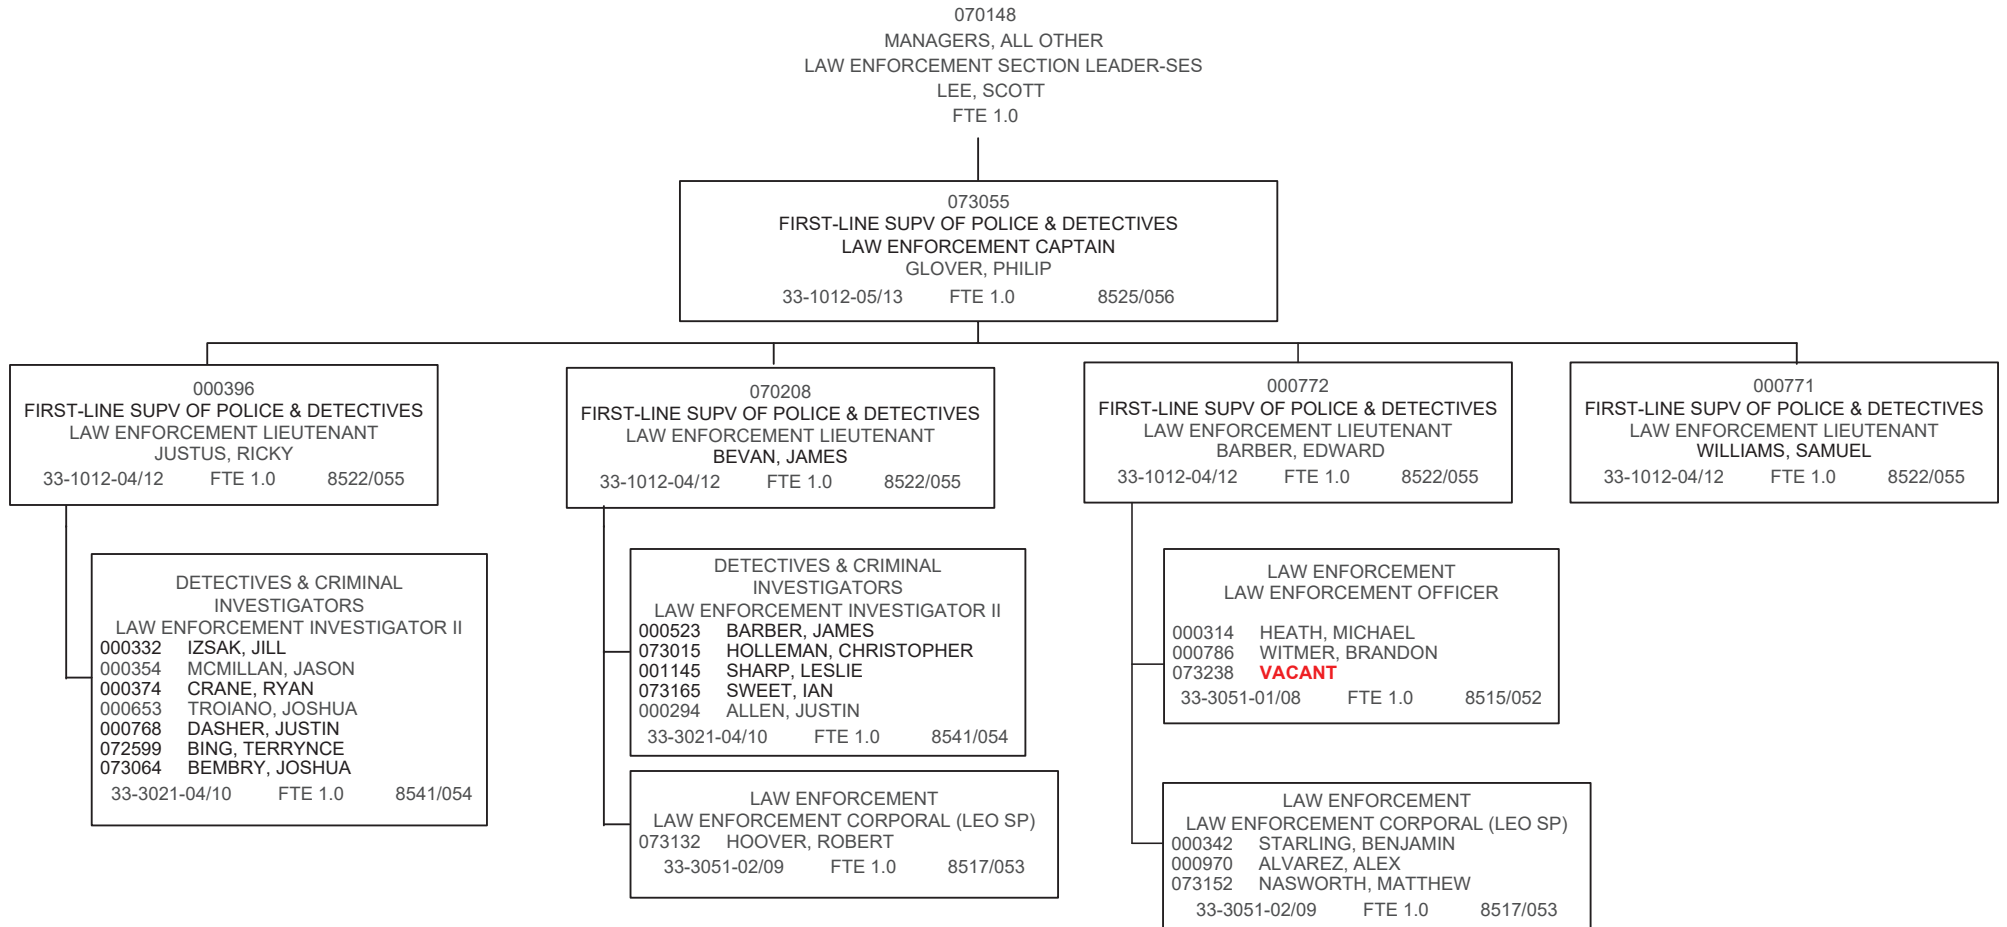 070148
MANAGERS, ALL OTHER
LAW ENFORCEMENT SECTION LEADER-SES
LEE, SCOTT
FTE 1.0
073055
FIRST-LINE SUPV OF POLICE & DETECTIVES
LAW ENFORCEMENT CAPTAIN
GLOVER, PHILIP
33-1012-05/13 FTE 1.0 8525/056
000396
FIRST-LINE SUPV OF POLICE & DETECTIVES
LAW ENFORCEMENT LIEUTENANT
JUSTUS, RICKY
33-1012-04/12 FTE 1.0 8522/055
070208
FIRST-LINE SUPV OF POLICE & DETECTIVES
LAW ENFORCEMENT LIEUTENANT
BEVAN, JAMES
33-1012-04/12 FTE 1.0 8522/055
000772
FIRST-LINE SUPV OF POLICE & DETECTIVES
LAW ENFORCEMENT LIEUTENANT
BARBER, EDWARD
33-1012-04/12 FTE 1.0 8522/055
000771
FIRST-LINE SUPV OF POLICE & DETECTIVES
LAW ENFORCEMENT LIEUTENANT
WILLIAMS, SAMUEL
33-1012-04/12 FTE 1.0 8522/055
DETECTIVES & CRIMINAL
INVESTIGATORS
LAW ENFORCEMENT INVESTIGATOR II
000332 IZSAK, JILL
000354 MCMILLAN, JASON
000374 CRANE, RYAN
000653 TROIANO, JOSHUA
000768 DASHER, JUSTIN
072599 BING, TERRYNCE
073064 BEMBRY, JOSHUA
33-3021-04/10 FTE 1.0 8541/054
DETECTIVES & CRIMINAL
INVESTIGATORS
LAW ENFORCEMENT INVESTIGATOR II
000523 BARBER, JAMES
073015 HOLLEMAN, CHRISTOPHER
001145 SHARP, LESLIE
073165 SWEET, IAN
000294 ALLEN, JUSTIN
33-3021-04/10 FTE 1.0 8541/054
LAW ENFORCEMENT
LAW ENFORCEMENT CORPORAL (LEO SP)
073132 HOOVER, ROBERT
33-3051-02/09 FTE 1.0 8517/053
LAW ENFORCEMENT
LAW ENFORCEMENT OFFICER
000314 HEATH, MICHAEL
000786 WITMER, BRANDON
073238 VACANT
33-3051-01/08 FTE 1.0 8515/052
LAW ENFORCEMENT
LAW ENFORCEMENT CORPORAL (LEO SP)
000342 STARLING, BENJAMIN
000970 ALVAREZ, ALEX
073152 NASWORTH, MATTHEW
33-3051-02/09 FTE 1.0 8517/053